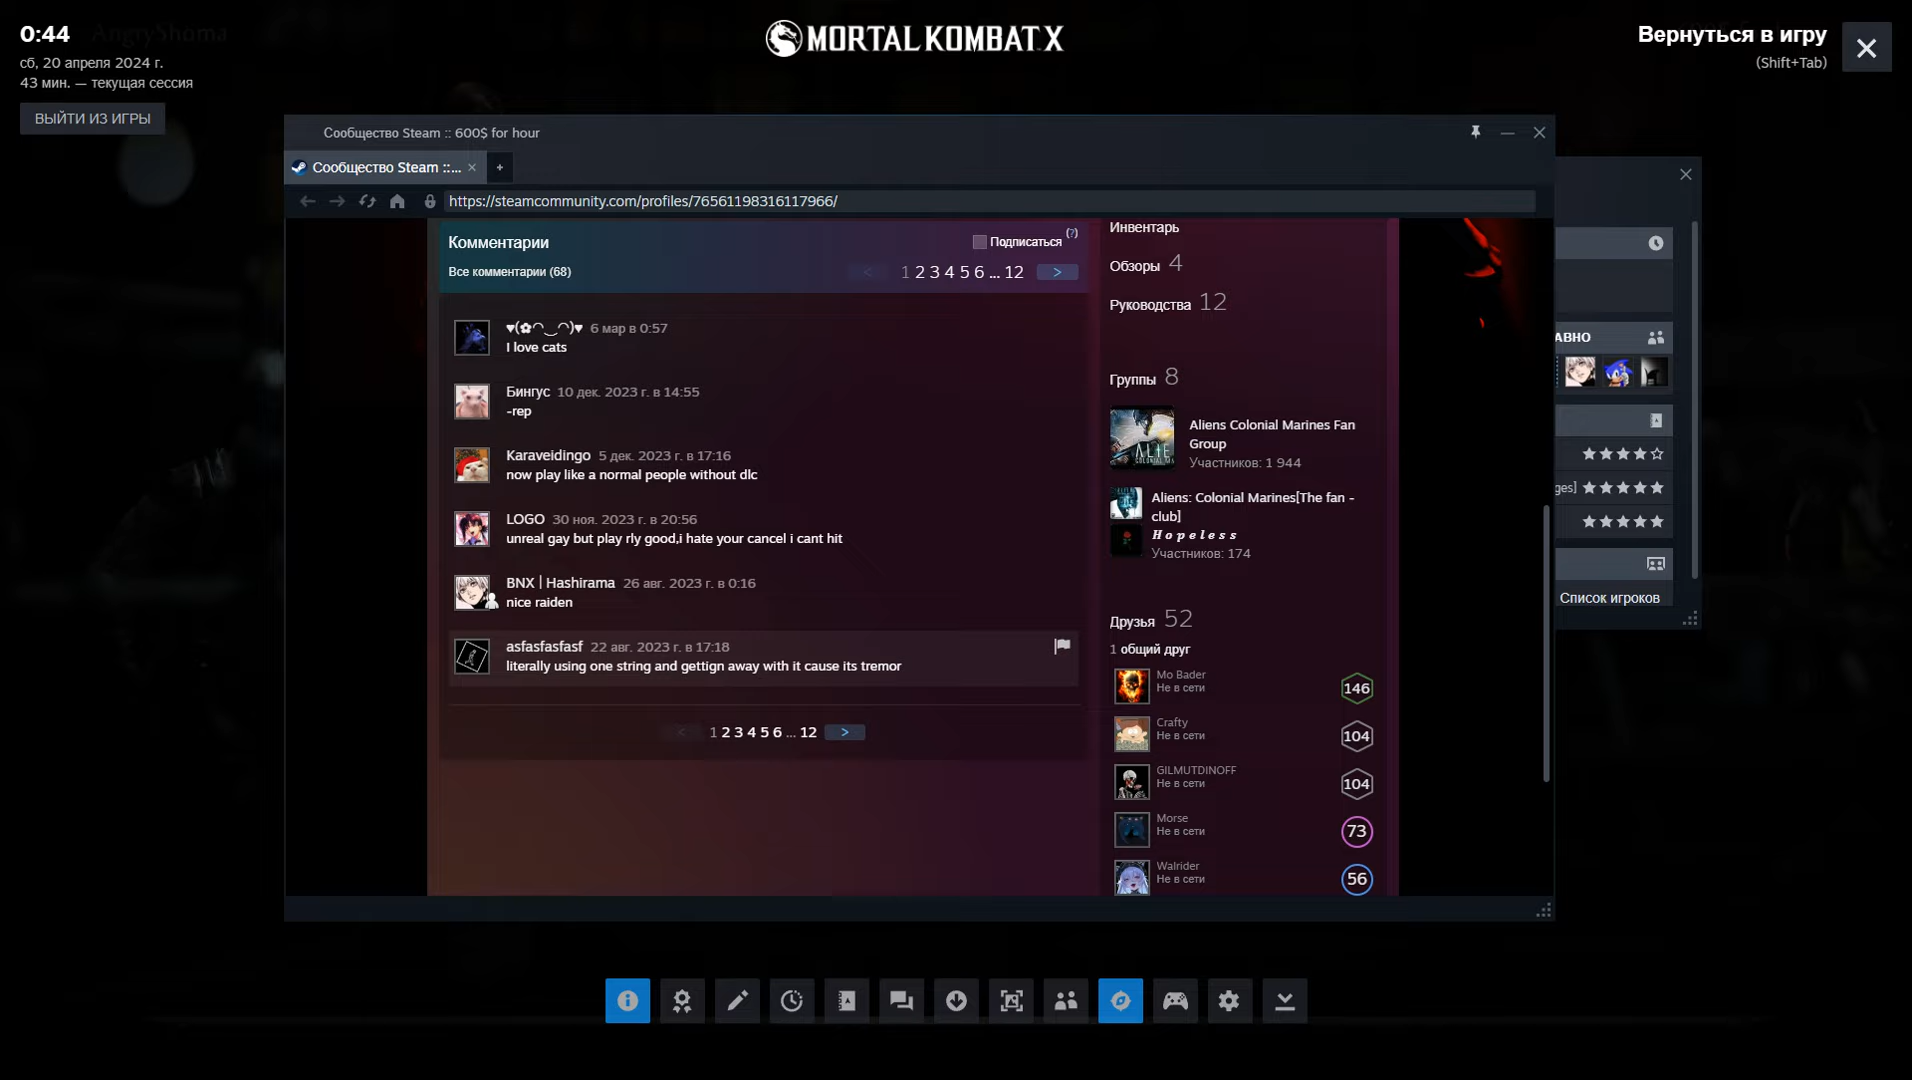 0:44
AngryShoma
сб, 20 апреля 2024 г.
43 мин. — текущая сессия
ВЫЙТИ ИЗ ИГРЫ
MORTAL KOMBAT X
Вернуться в игру
(Shift+Tab)
Сообщество Steam :: 600$ for hour
Сообщество Steam ::...
https://steamcommunity.com/profiles/76561198316117966/
Комментарии
Подписаться (?)
Все комментарии (68)
< 1 2 3 4 5 6 ... 12 >
♥(✿◠‿◠)♥ 6 мар в 0:57
I love cats
Бингус 10 дек. 2023 г. в 14:55
-rep
Karaveidingo 5 дек. 2023 г. в 17:16
now play like a normal people without dlc
LOGO 30 ноя. 2023 г. в 20:56
unreal gay but play rly good,i hate your cancel i cant hit
BNX | Hashirama 26 авг. 2023 г. в 0:16
nice raiden
asfasfasfasf 22 авг. 2023 г. в 17:18
literally using one string and gettign away with it cause its tremor
< 1 2 3 4 5 6 ... 12 >
Инвентарь
Обзоры 4
Руководства 12
Группы 8
Aliens Colonial Marines Fan
Group
Участников: 1 944
Aliens: Colonial Marines[The fan -
club]
Hopeless
Участников: 174
Друзья 52
1 общий друг
Mo Bader
Не в сети
146
Crafty
Не в сети
104
GILMUTDINOFF
Не в сети
104
Morse
Не в сети
73
Walrider
Не в сети
56
АВНО
ges]
Список игроков